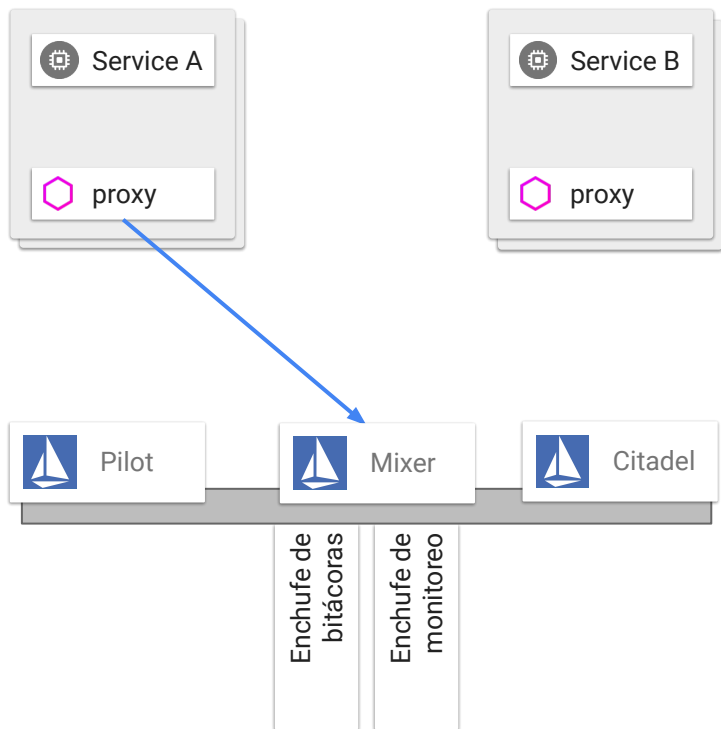 Service A
Service B
proxy
proxy
Pilot
Mixer
Citadel
Enchufe de
bitácoras
Enchufe de
monitoreo